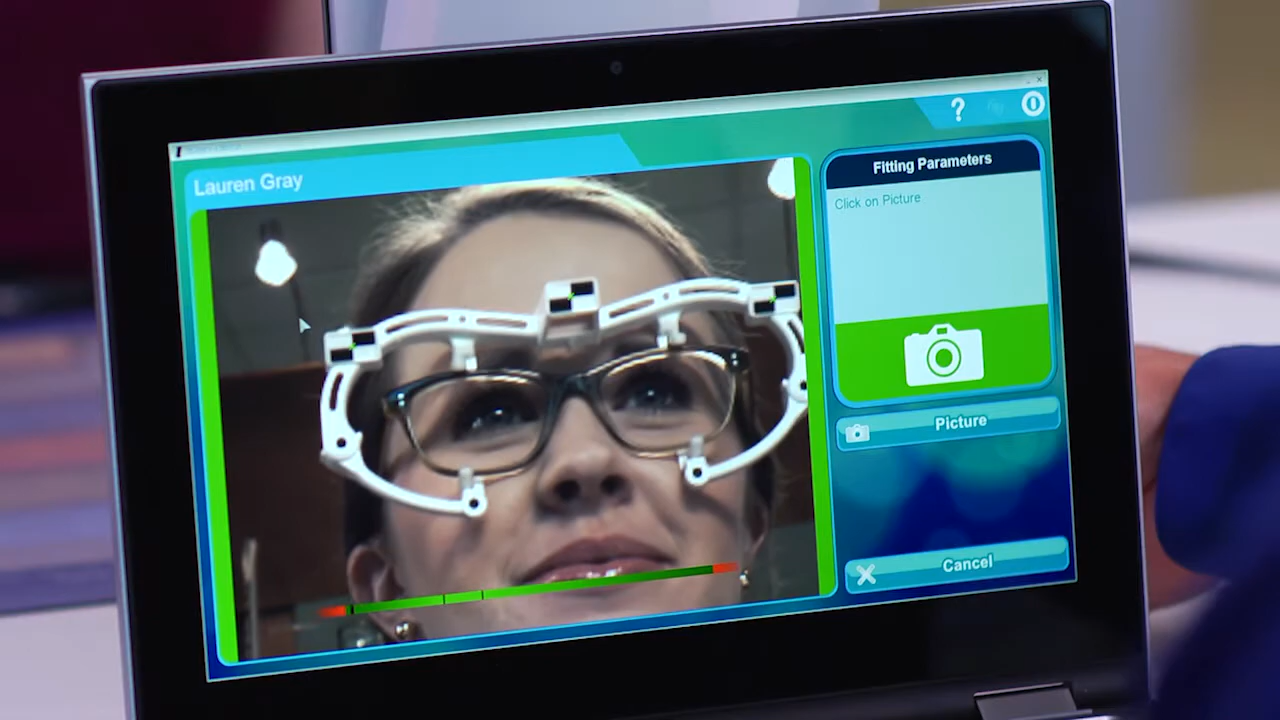 ?
Lauren Gray
Fitting Parameters
Click on Picture
Picture
Cancel